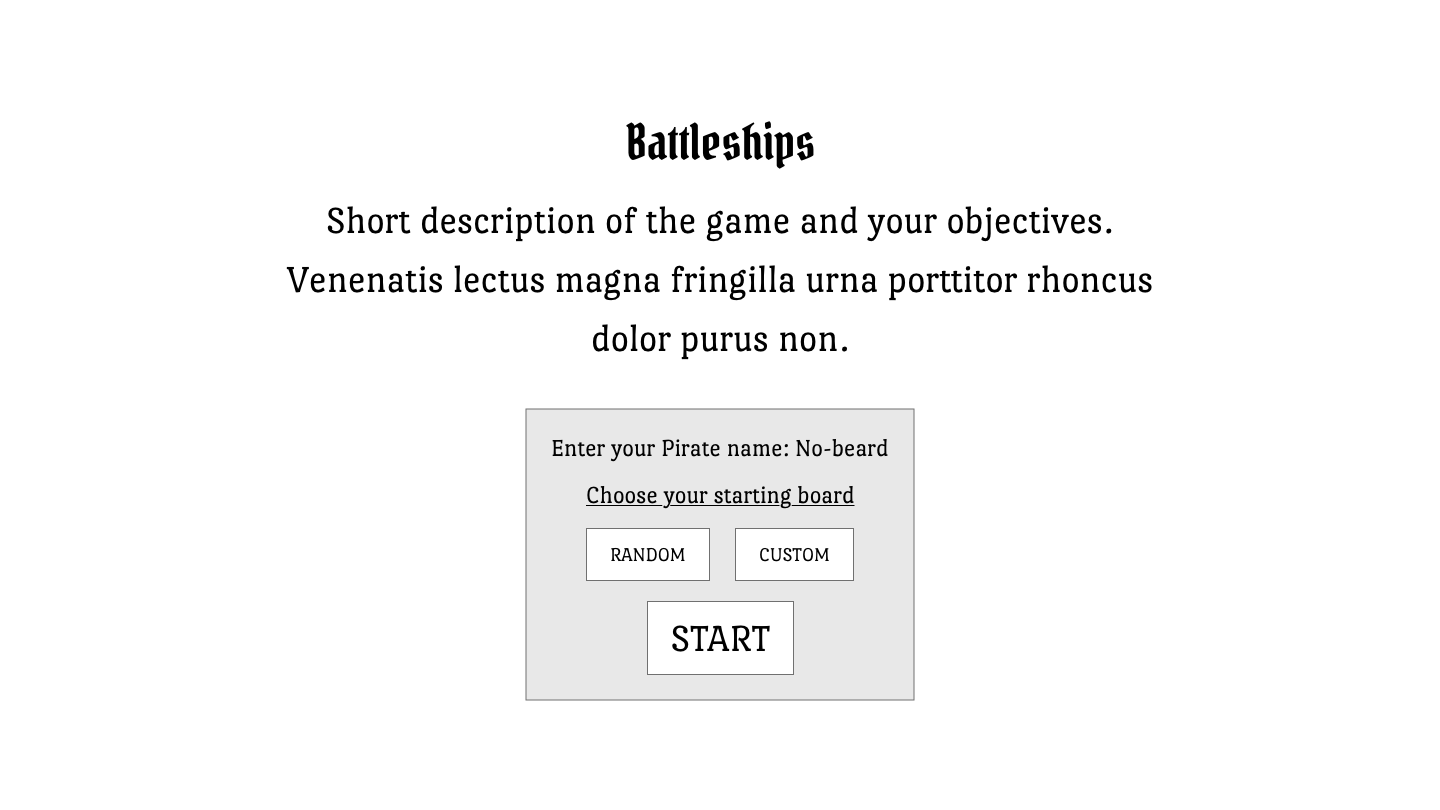 Battleships
Short description of the game and your objectives.
Venenatis lectus magna fringilla urna porttitor rhoncus
dolor purus non.
Enter your Pirate name: No-beard
Choose your starting board
RANDOM
CUSTOM
START